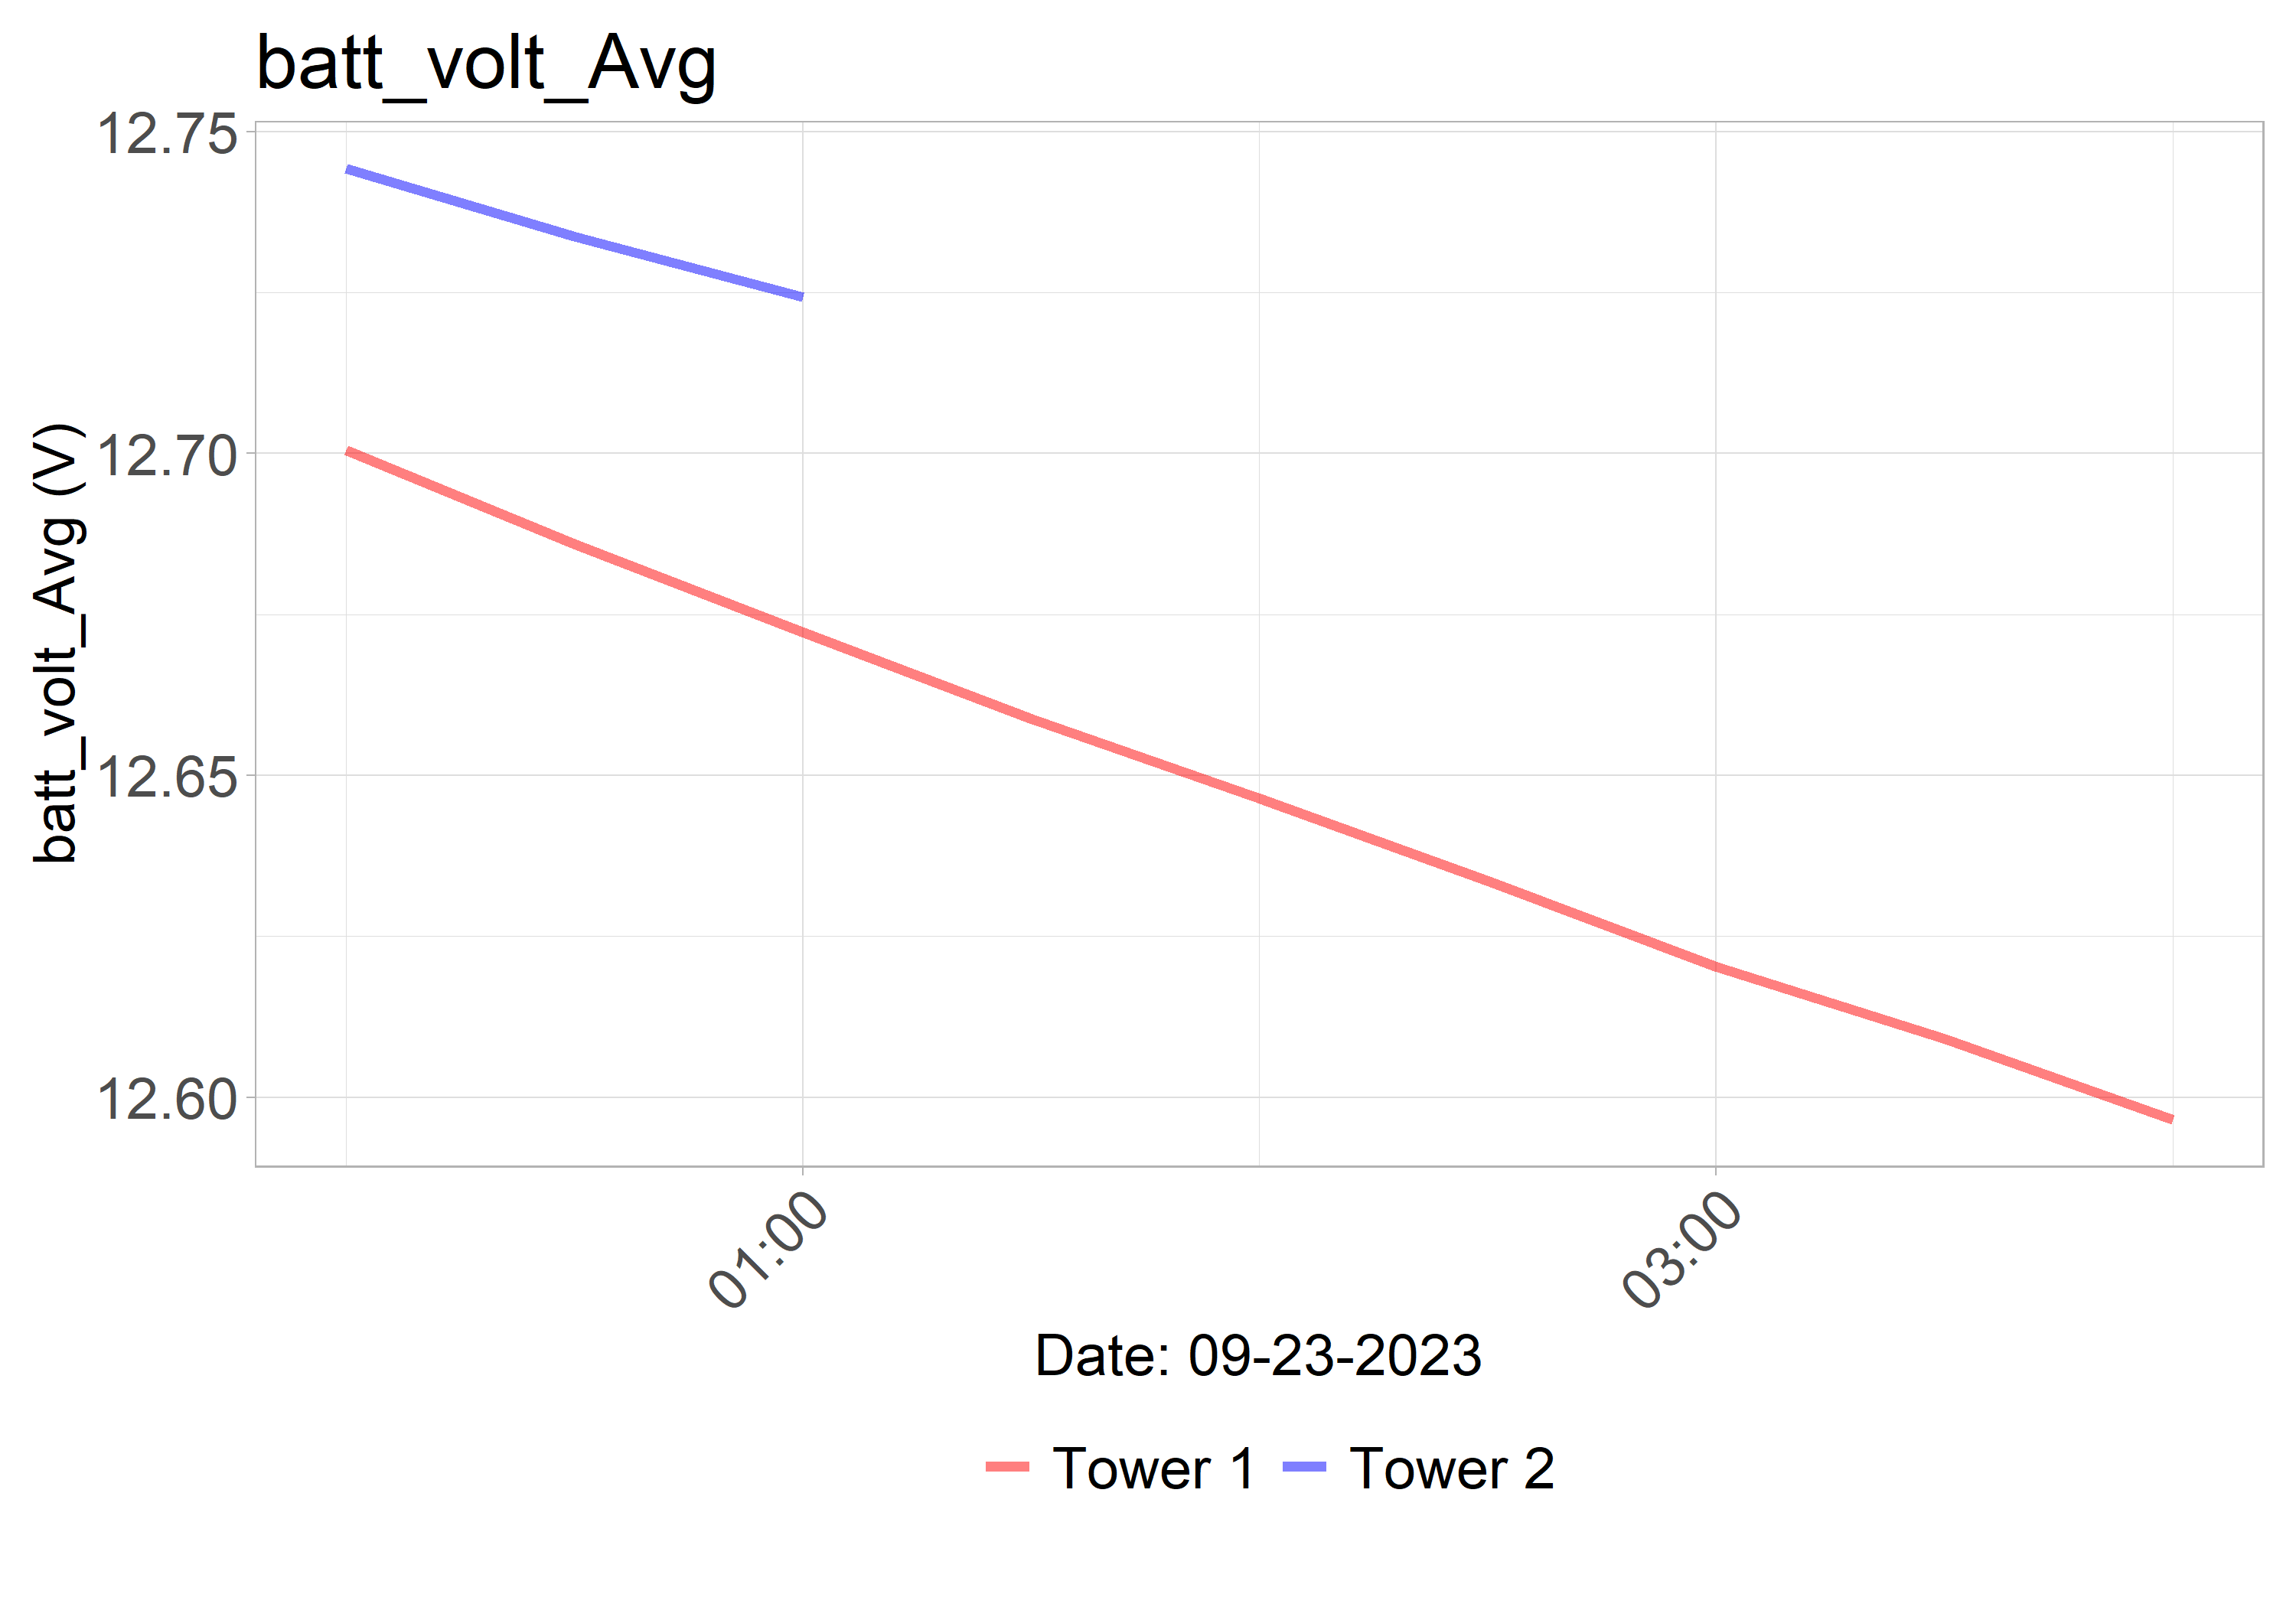 batt_volt_Avg
batt_volt_Avg (V)
12.75
12.70
12.65
12.60
01:00
03:00
Date: 09-23-2023
Tower 1
Tower 2